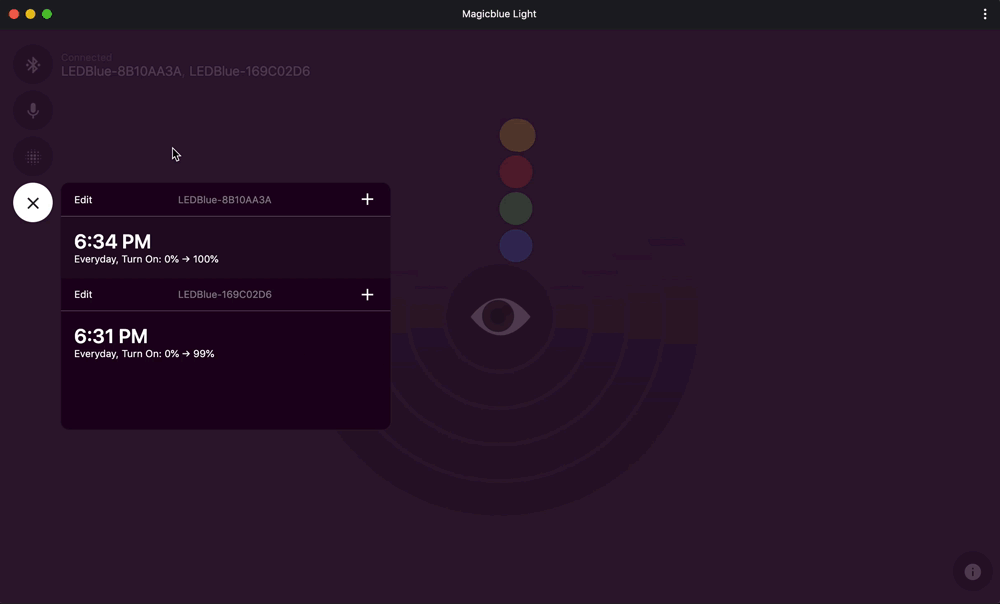 Magicblue Light
Connected
LEDBlue-8B10AA3A, LEDBlue-169C02D6
Edit LEDBlue-8B10AA3A +
6:34 PM
Everyday, Turn On: 0% → 100%
Edit LEDBlue-169C02D6 +
6:31 PM
Everyday, Turn On: 0% → 99%